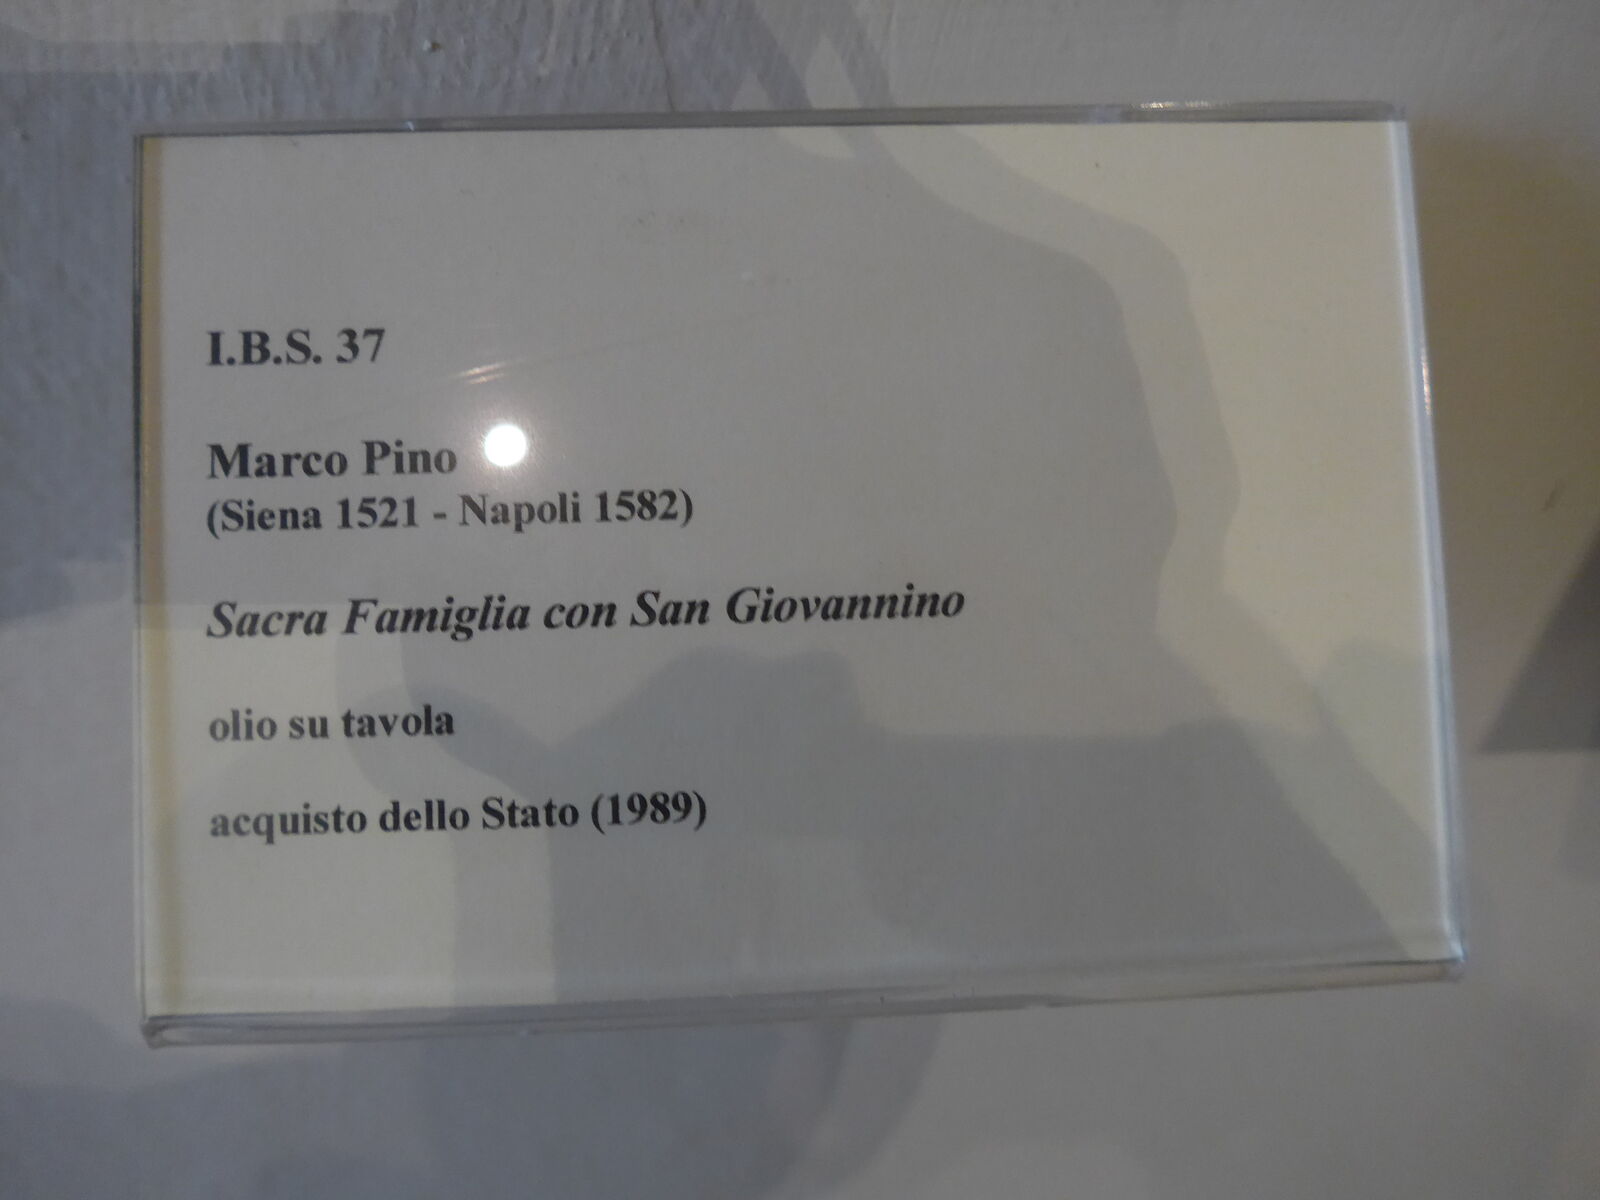 I.B.S. 37
Marco Pino
(Siena 1521 - Napoli 1582)
Sacra Famiglia con San Giovannino
olio su tavola
acquisto dello Stato (1989)